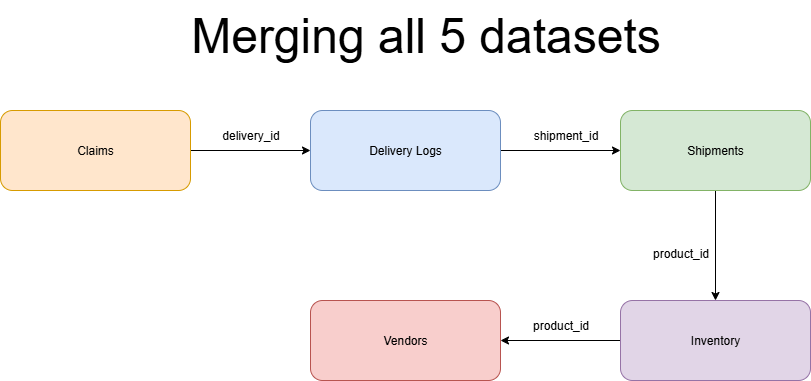 Merging all 5 datasets
Claims
delivery_id
Delivery Logs
shipment_id
Shipments
product_id
Vendors
product_id
Inventory